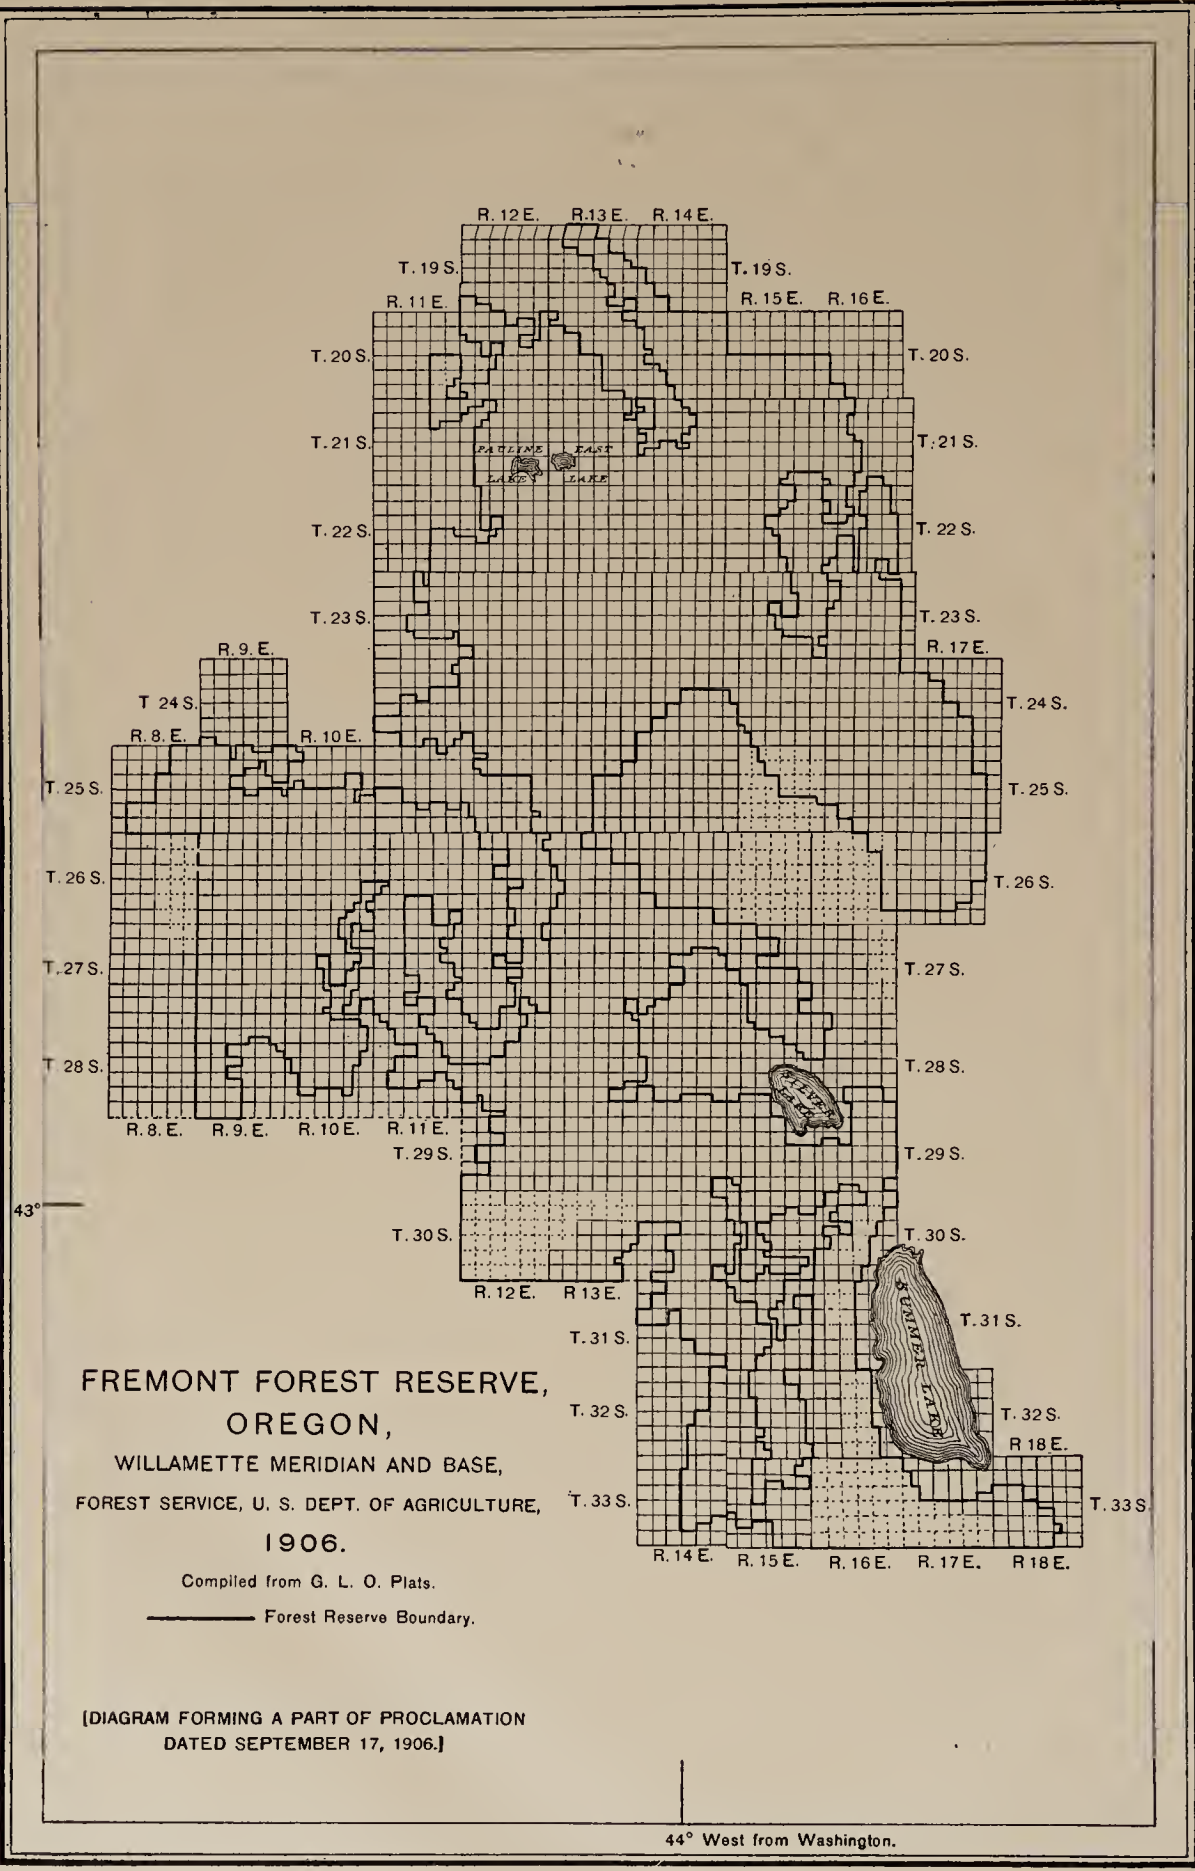 R. 12 E. R. 13 E. R. 14 E.
T. 19 S. T. 19 S.
R. 11 E. R. 15 E. R. 16 E.
T. 20 S. T. 20 S.
T. 21 S. T. 21 S.
PAULINE EAST
LAKE LAKE
T. 22 S. T. 22 S.
T. 23 S. T. 23 S.
R. 9. E. R. 17 E.
T 24 S. T. 24 S.
R. 8. E. R. 10 E.
T. 25 S. T. 25 S.
T. 26 S. T. 26 S.
T. 27 S. T. 27 S.
T. 28 S. T. 28 S.
SILVER
LAKE
R. 8. E. R. 9. E. R. 10 E. R. 11 E.
T. 29 S. T. 29 S.
43°
T. 30 S. T. 30 S.
R. 12 E. R 13 E.
SUMMER LAKE
T. 31 S. T. 31 S.
T. 32 S. T. 32 S.
R 18 E.
T. 33 S. T. 33 S.
R. 14 E. R. 15 E. R. 16 E. R. 17 E. R 18 E.
FREMONT FOREST RESERVE,
OREGON,
WILLAMETTE MERIDIAN AND BASE,
FOREST SERVICE, U. S. DEPT. OF AGRICULTURE,
1906.
Compiled from G. L. O. Plats.
Forest Reserve Boundary.
[DIAGRAM FORMING A PART OF PROCLAMATION
DATED SEPTEMBER 17, 1906.]
44° West from Washington.